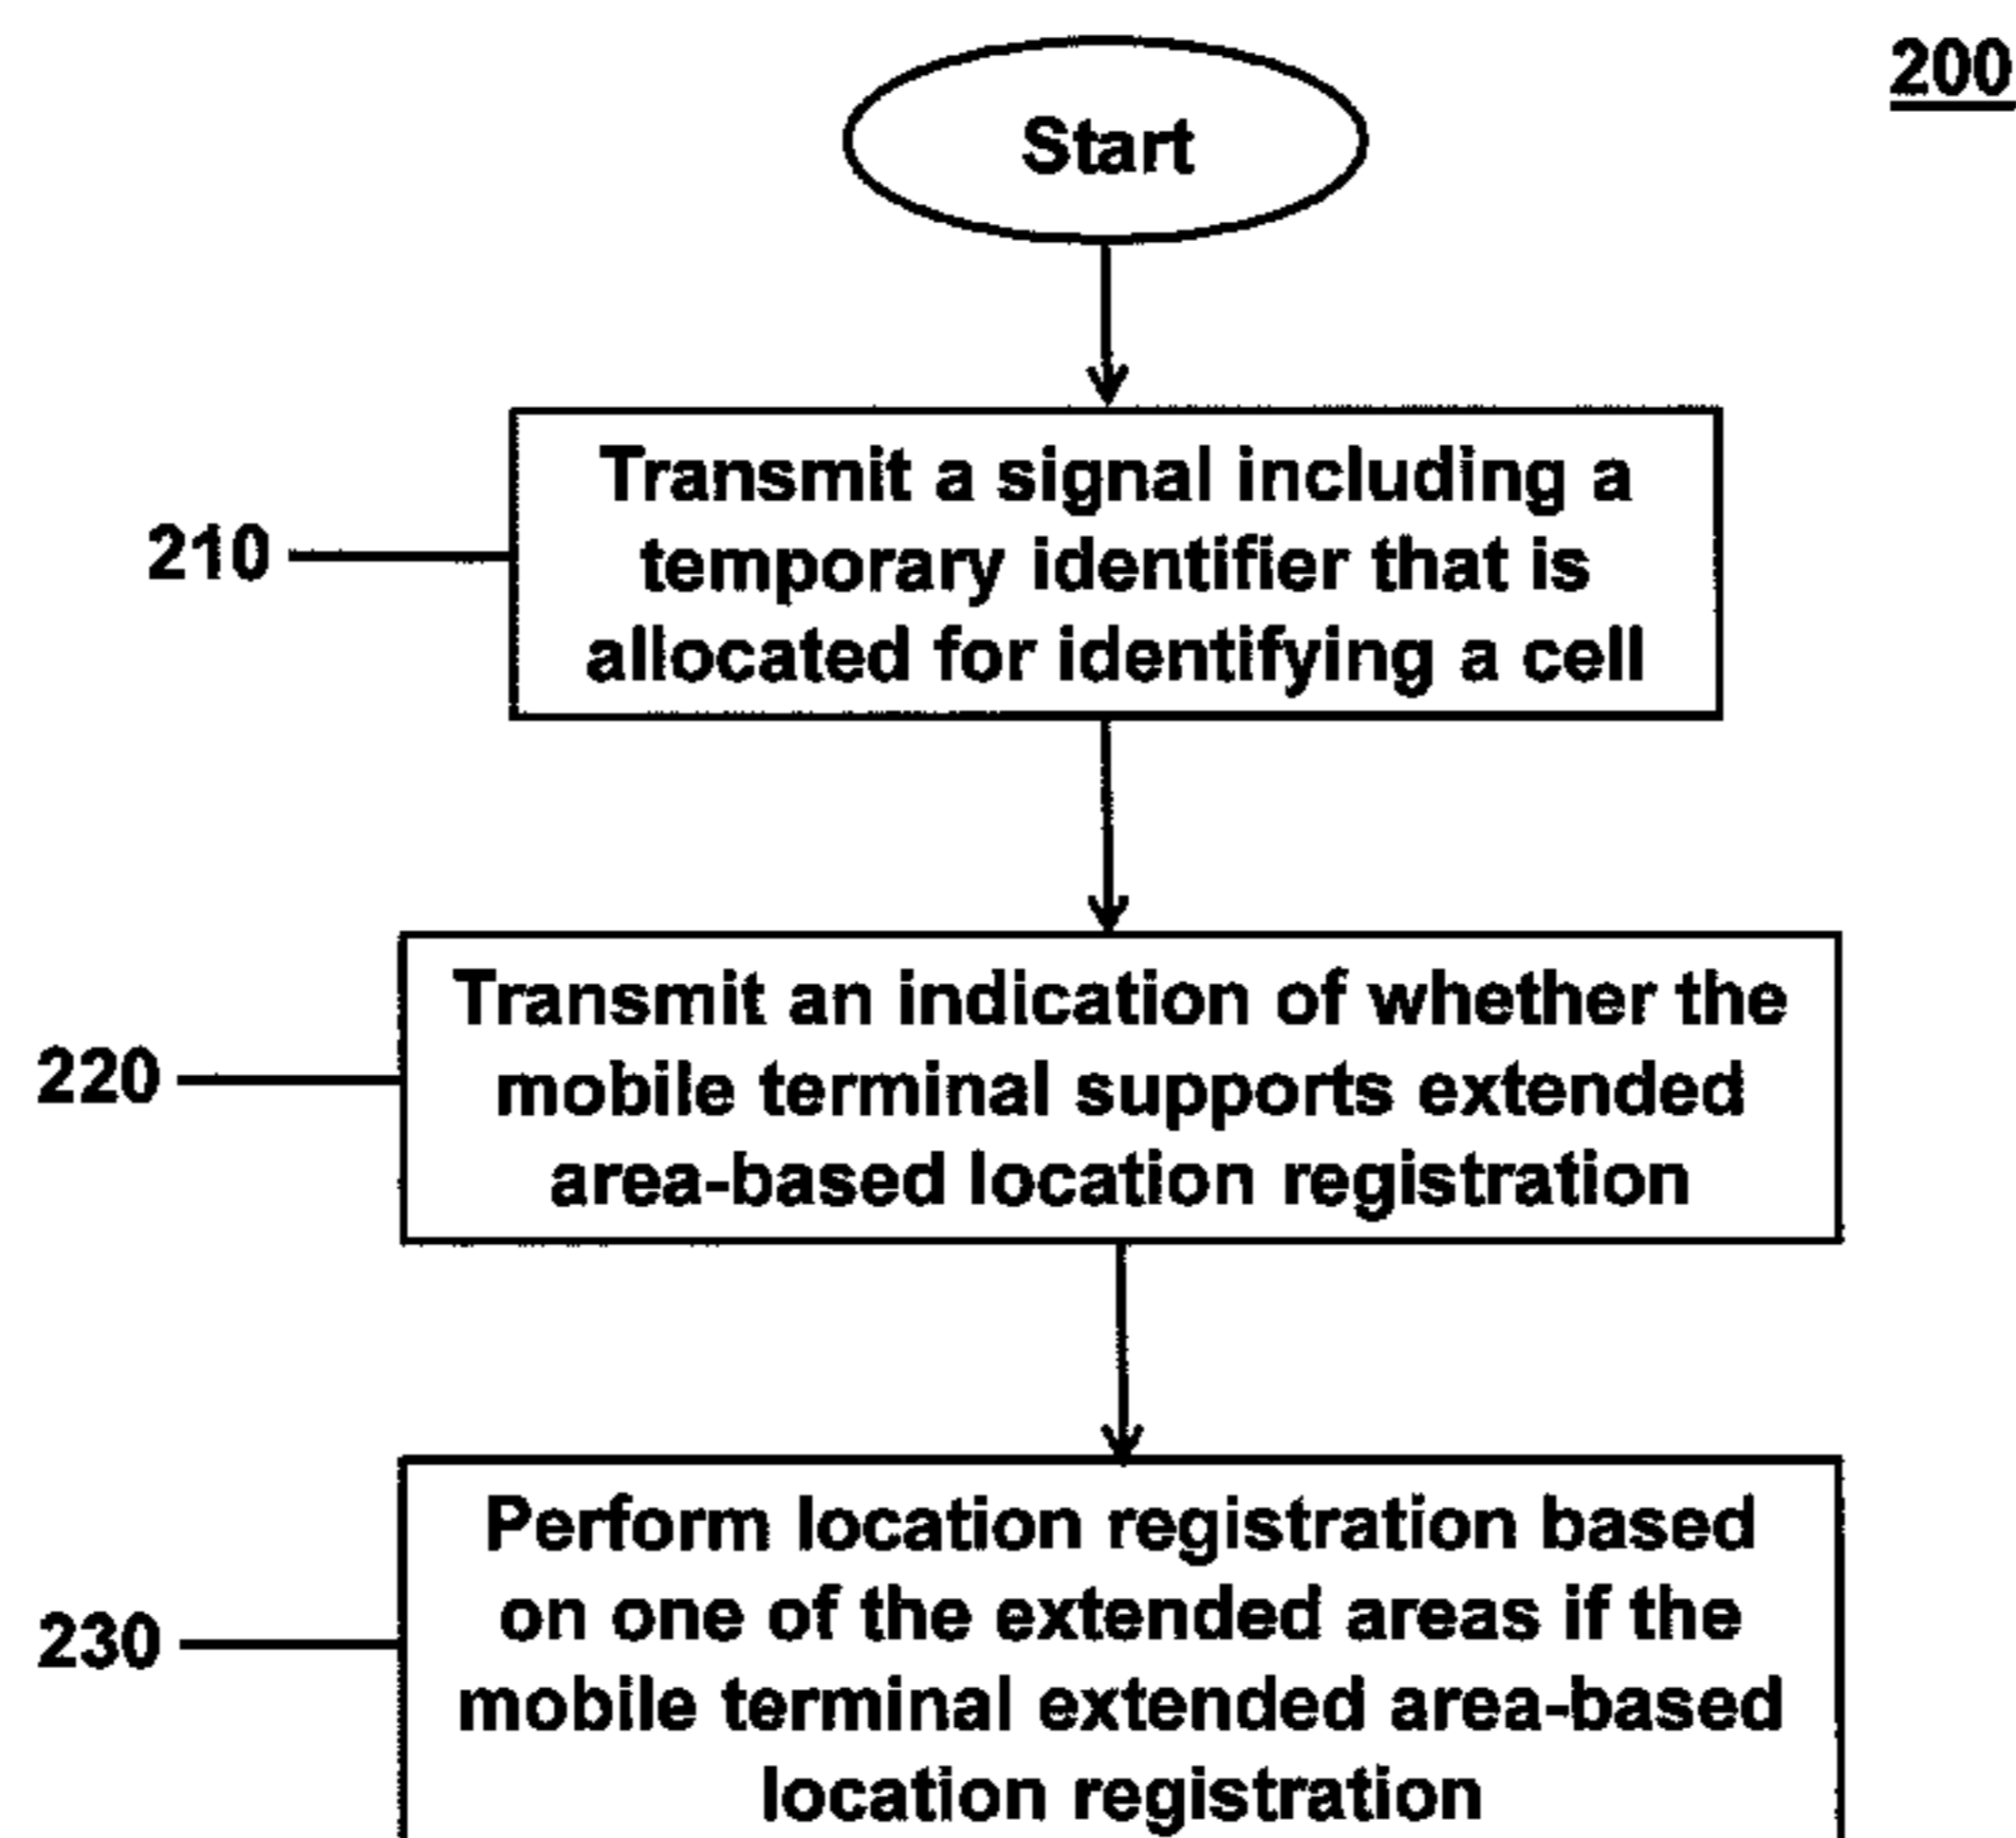 200
Start
Transmit a signal including a
temporary identifier that is
allocated for identifying a cell
210
Transmit an indication of whether the
mobile terminal supports extended
area-based location registration
220
Perform location registration based
on one of the extended areas if the
mobile terminal extended area-based
location registration
230